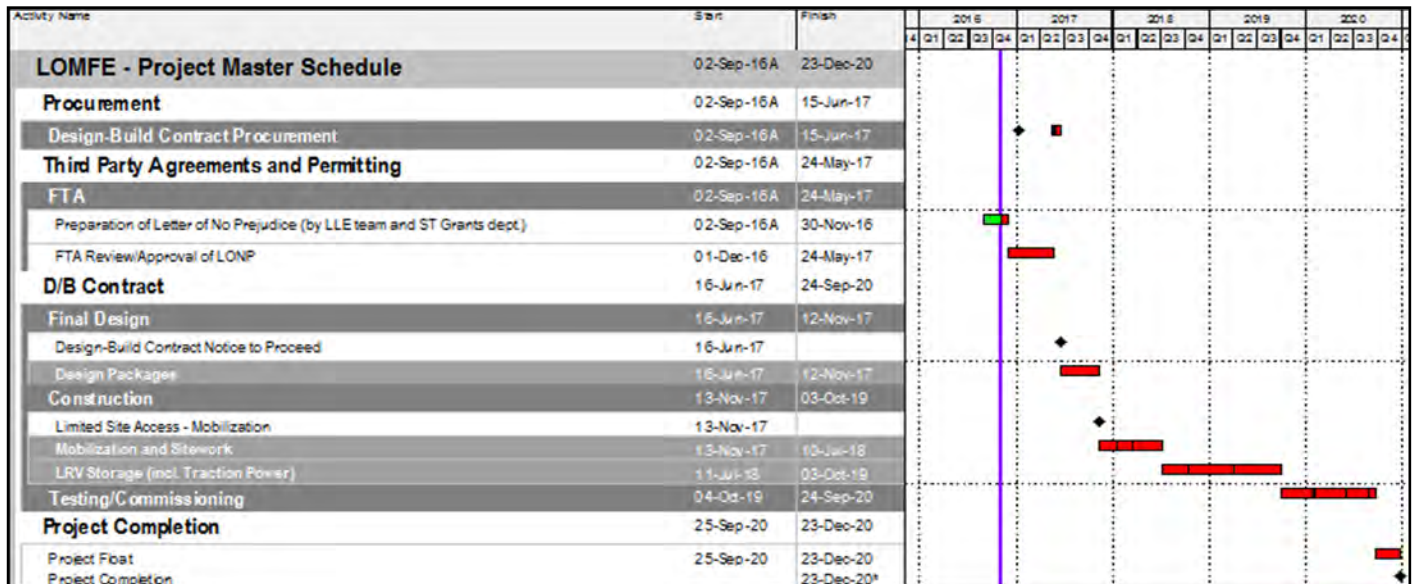 Activity Name Start Finish 2016 2017 2018 2019 2020
4 Q1 Q2 Q3 Q4 Q1 Q2 Q3 Q4 Q1 Q2 Q3 Q4 Q1 Q2 Q3 Q4 Q1 Q2 Q3 Q4
LOMFE - Project Master Schedule 02-Sep-16A 23-Dec-20
Procurement 02-Sep-16A 15-Jun-17
Design-Build Contract Procurement 02-Sep-16A 15-Jun-17
Third Party Agreements and Permitting 02-Sep-16A 24-May-17
FTA 02-Sep-16A 24-May-17
Preparation of Letter of No Prejudice (by LLE team and ST Grants dept.) 02-Sep-16A 30-Nov-16
FTA Review/Approval of LONP 01-Dec-16 24-May-17
D/B Contract 16-Jun-17 24-Sep-20
Final Design 16-Jun-17 12-Nov-17
Design-Build Contract Notice to Proceed 16-Jun-17
Design Packages 16-Jun-17 12-Nov-17
Construction 13-Nov-17 03-Oct-19
Limited Site Access - Mobilization 13-Nov-17
Mobilization and Sitework 13-Nov-17 10-Jul-18
LRV Storage (incl. Traction Power) 11-Jul-18 03-Oct-19
Testing/Commissioning 04-Oct-19 24-Sep-20
Project Completion 25-Sep-20 23-Dec-20
Project Float 25-Sep-20 23-Dec-20
Project Completion 23-Dec-20*